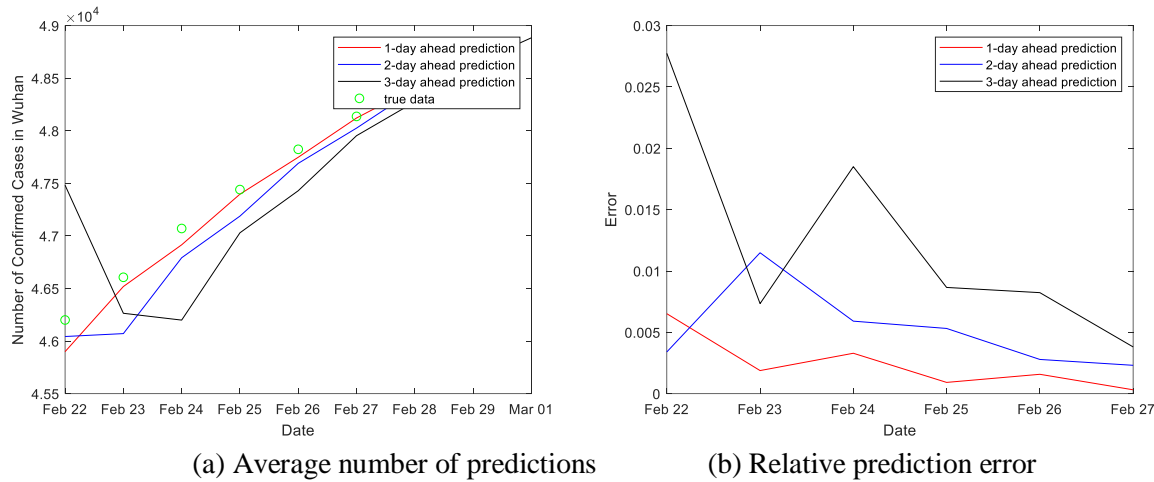 ×10⁴
4.9
4.85
4.8
4.75
4.7
4.65
4.6
4.55
Number of Confirmed Cases in Wuhan
1-day ahead prediction
2-day ahead prediction
3-day ahead prediction
true data
Feb 22 Feb 23 Feb 24 Feb 25 Feb 26 Feb 27 Feb 28 Feb 29 Mar 01
Date
(a) Average number of predictions
0.03
0.025
0.02
0.015
0.01
0.005
0
Error
1-day ahead prediction
2-day ahead prediction
3-day ahead prediction
Feb 22 Feb 23 Feb 24 Feb 25 Feb 26 Feb 27
Date
(b) Relative prediction error